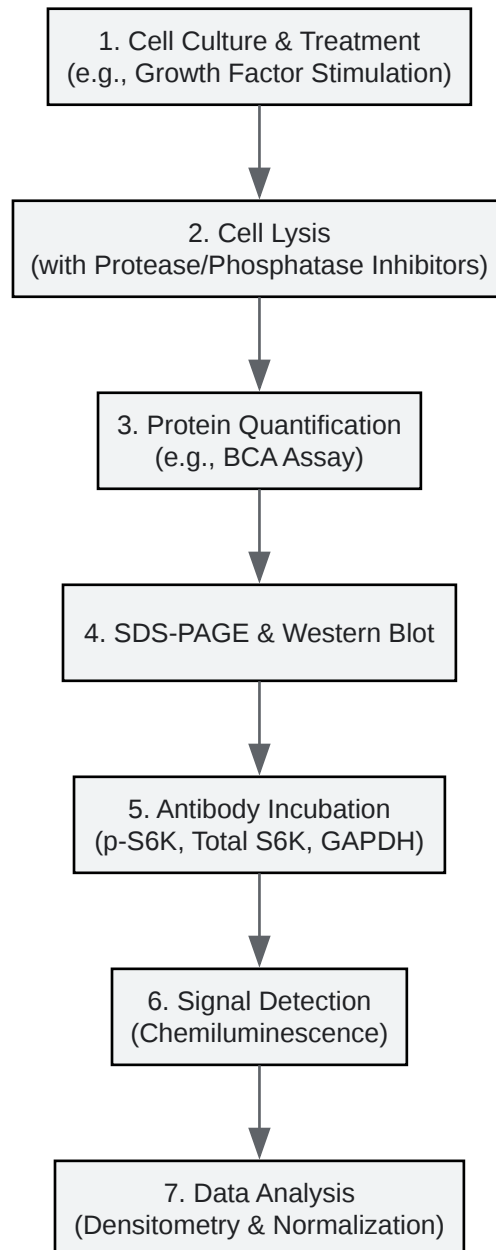 1. Cell Culture & Treatment
(e.g., Growth Factor Stimulation)
2. Cell Lysis
(with Protease/Phosphatase Inhibitors)
3. Protein Quantification
(e.g., BCA Assay)
4. SDS-PAGE & Western Blot
5. Antibody Incubation
(p-S6K, Total S6K, GAPDH)
6. Signal Detection
(Chemiluminescence)
7. Data Analysis
(Densitometry & Normalization)